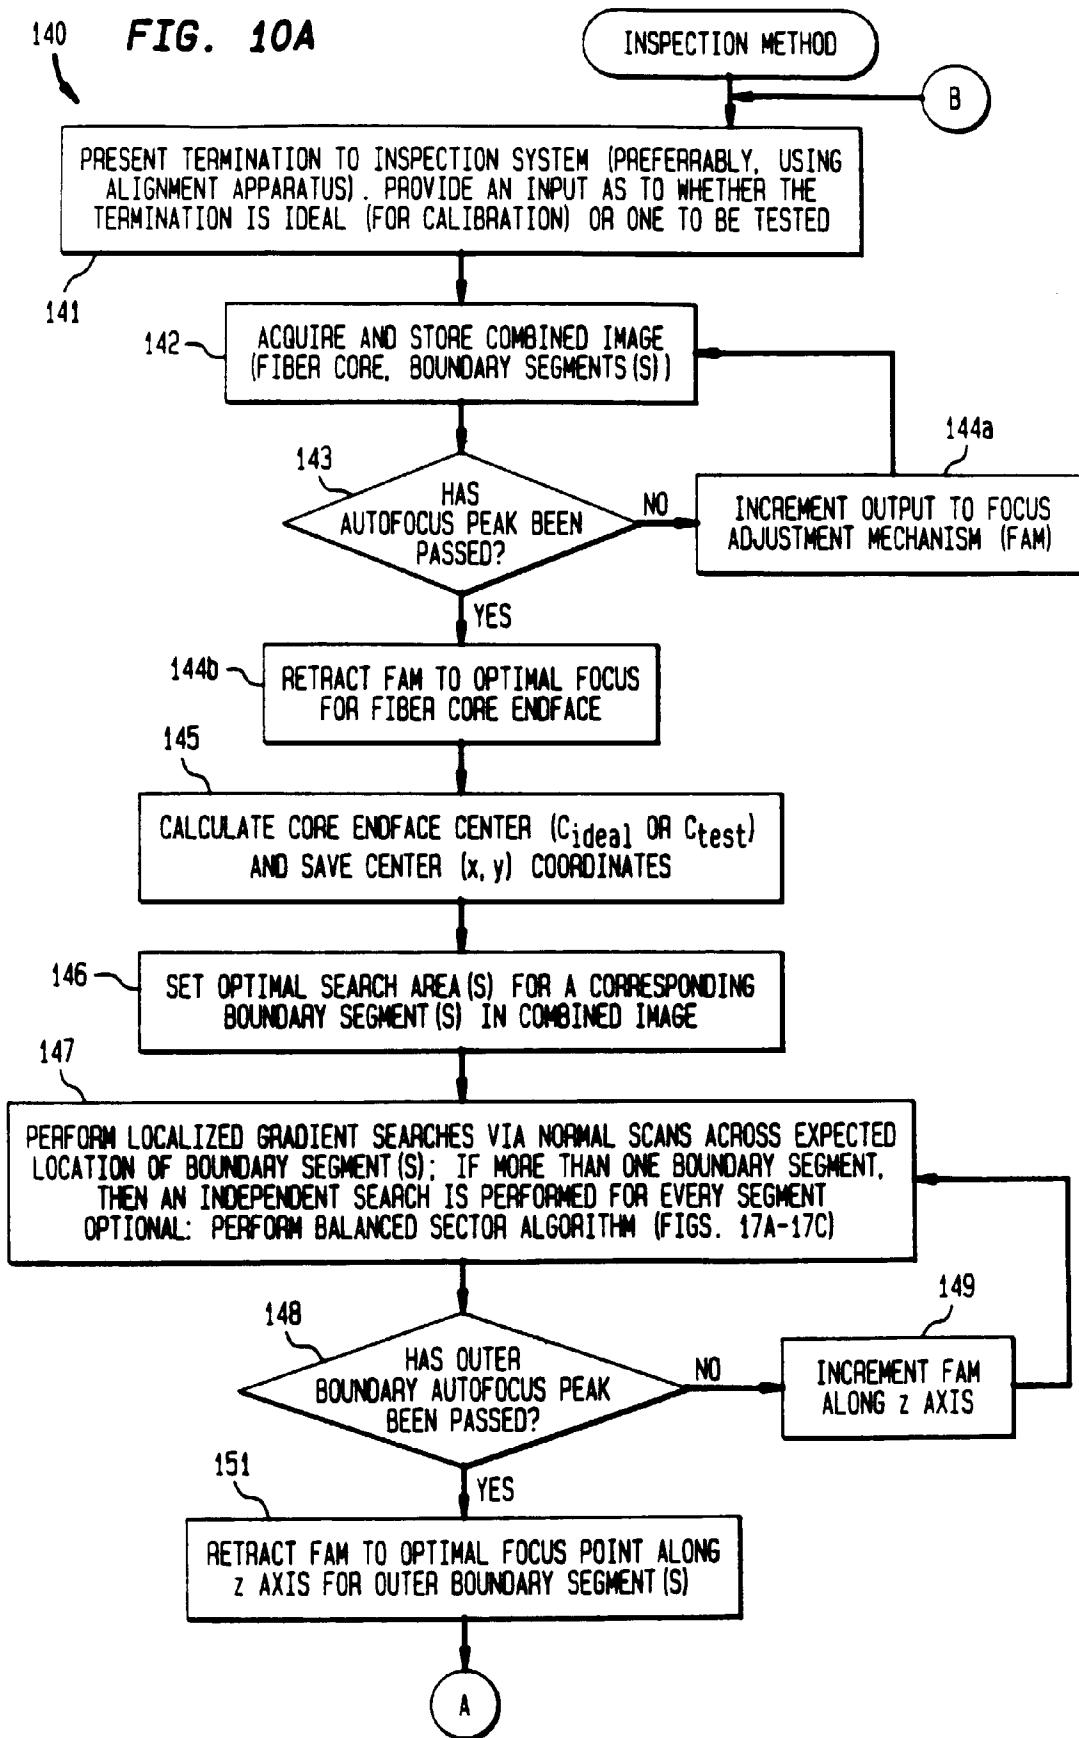 140
FIG. 10A
INSPECTION METHOD
B
PRESENT TERMINATION TO INSPECTION SYSTEM (PREFERRABLY, USING
ALIGNMENT APPARATUS). PROVIDE AN INPUT AS TO WHETHER THE
TERMINATION IS IDEAL (FOR CALIBRATION) OR ONE TO BE TESTED
141
142
ACQUIRE AND STORE COMBINED IMAGE
(FIBER CORE, BOUNDARY SEGMENTS(S))
143
HAS
AUTOFOCUS PEAK BEEN
PASSED?
NO
144a
INCREMENT OUTPUT TO FOCUS
ADJUSTMENT MECHANISM (FAM)
YES
144b
RETRACT FAM TO OPTIMAL FOCUS
FOR FIBER CORE ENDFACE
145
CALCULATE CORE ENDFACE CENTER (Cideal OR Ctest)
AND SAVE CENTER (x, y) COORDINATES
146
SET OPTIMAL SEARCH AREA(S) FOR A CORRESPONDING
BOUNDARY SEGMENT(S) IN COMBINED IMAGE
147
PERFORM LOCALIZED GRADIENT SEARCHES VIA NORMAL SCANS ACROSS EXPECTED
LOCATION OF BOUNDARY SEGMENT(S); IF MORE THAN ONE BOUNDARY SEGMENT,
THEN AN INDEPENDENT SEARCH IS PERFORMED FOR EVERY SEGMENT
OPTIONAL: PERFORM BALANCED SECTOR ALGORITHM (FIGS. 17A-17C)
148
HAS OUTER
BOUNDARY AUTOFOCUS PEAK
BEEN PASSED?
NO
149
INCREMENT FAM
ALONG z AXIS
YES
151
RETRACT FAM TO OPTIMAL FOCUS POINT ALONG
z AXIS FOR OUTER BOUNDARY SEGMENT(S)
A